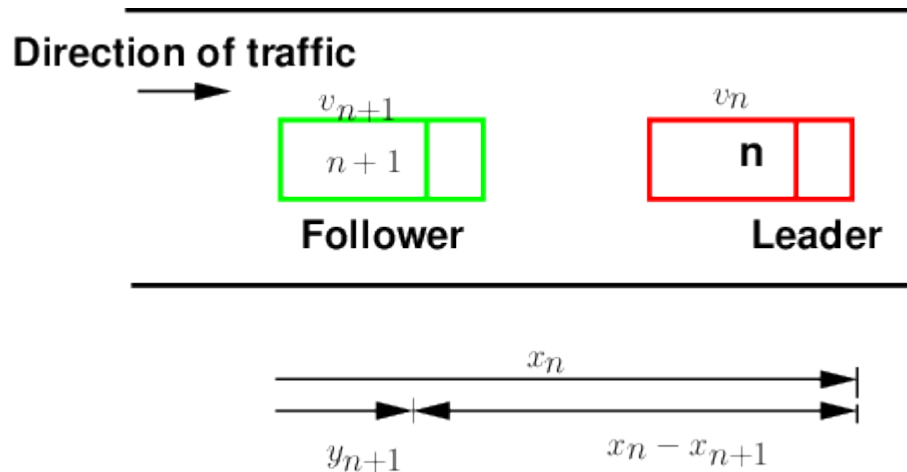 Direction of traffic
v_{n+1} v_n
n + 1 n
Follower Leader
x_n
y_{n+1} x_n − x_{n+1}